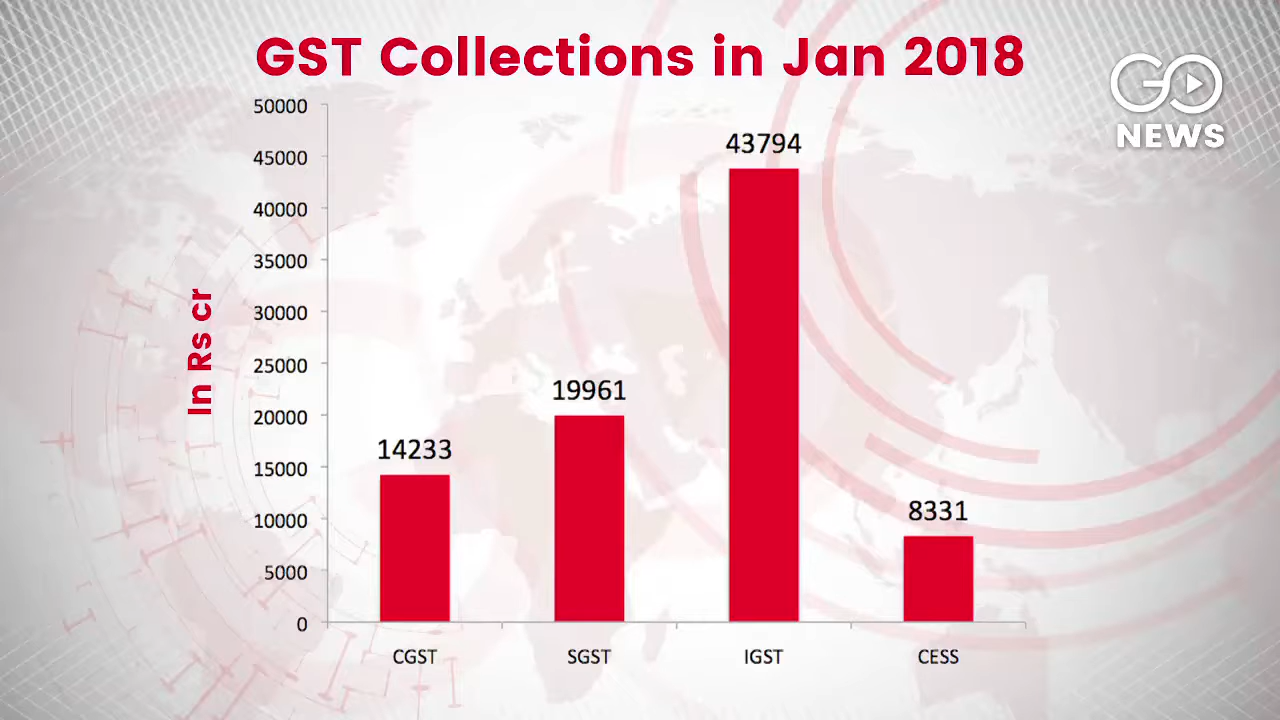 GST Collections in Jan 2018
GO
NEWS
In Rs cr
50000
45000
40000
35000
30000
25000
20000
15000
10000
5000
0
14233
19961
43794
8331
CGST
SGST
IGST
CESS